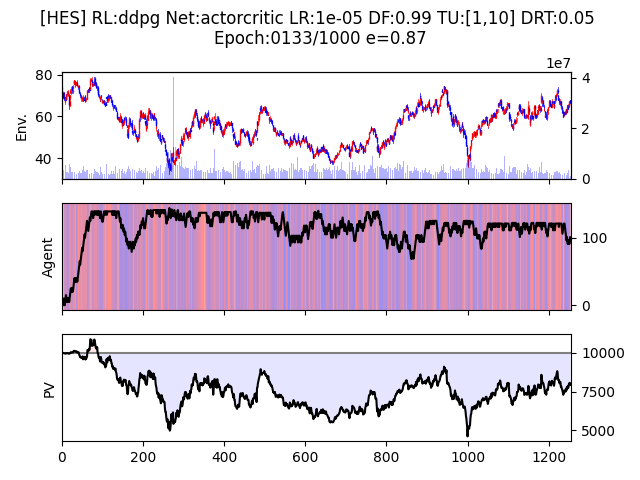 [HES] RL:ddpg Net:actorcritic LR:1e-05 DF:0.99 TU:[1,10] DRT:0.05
Epoch:0133/1000 e=0.87
1e7
80
60
40
Env.
4
2
0
Agent
100
0
PV
10000
7500
5000
0 200 400 600 800 1000 1200